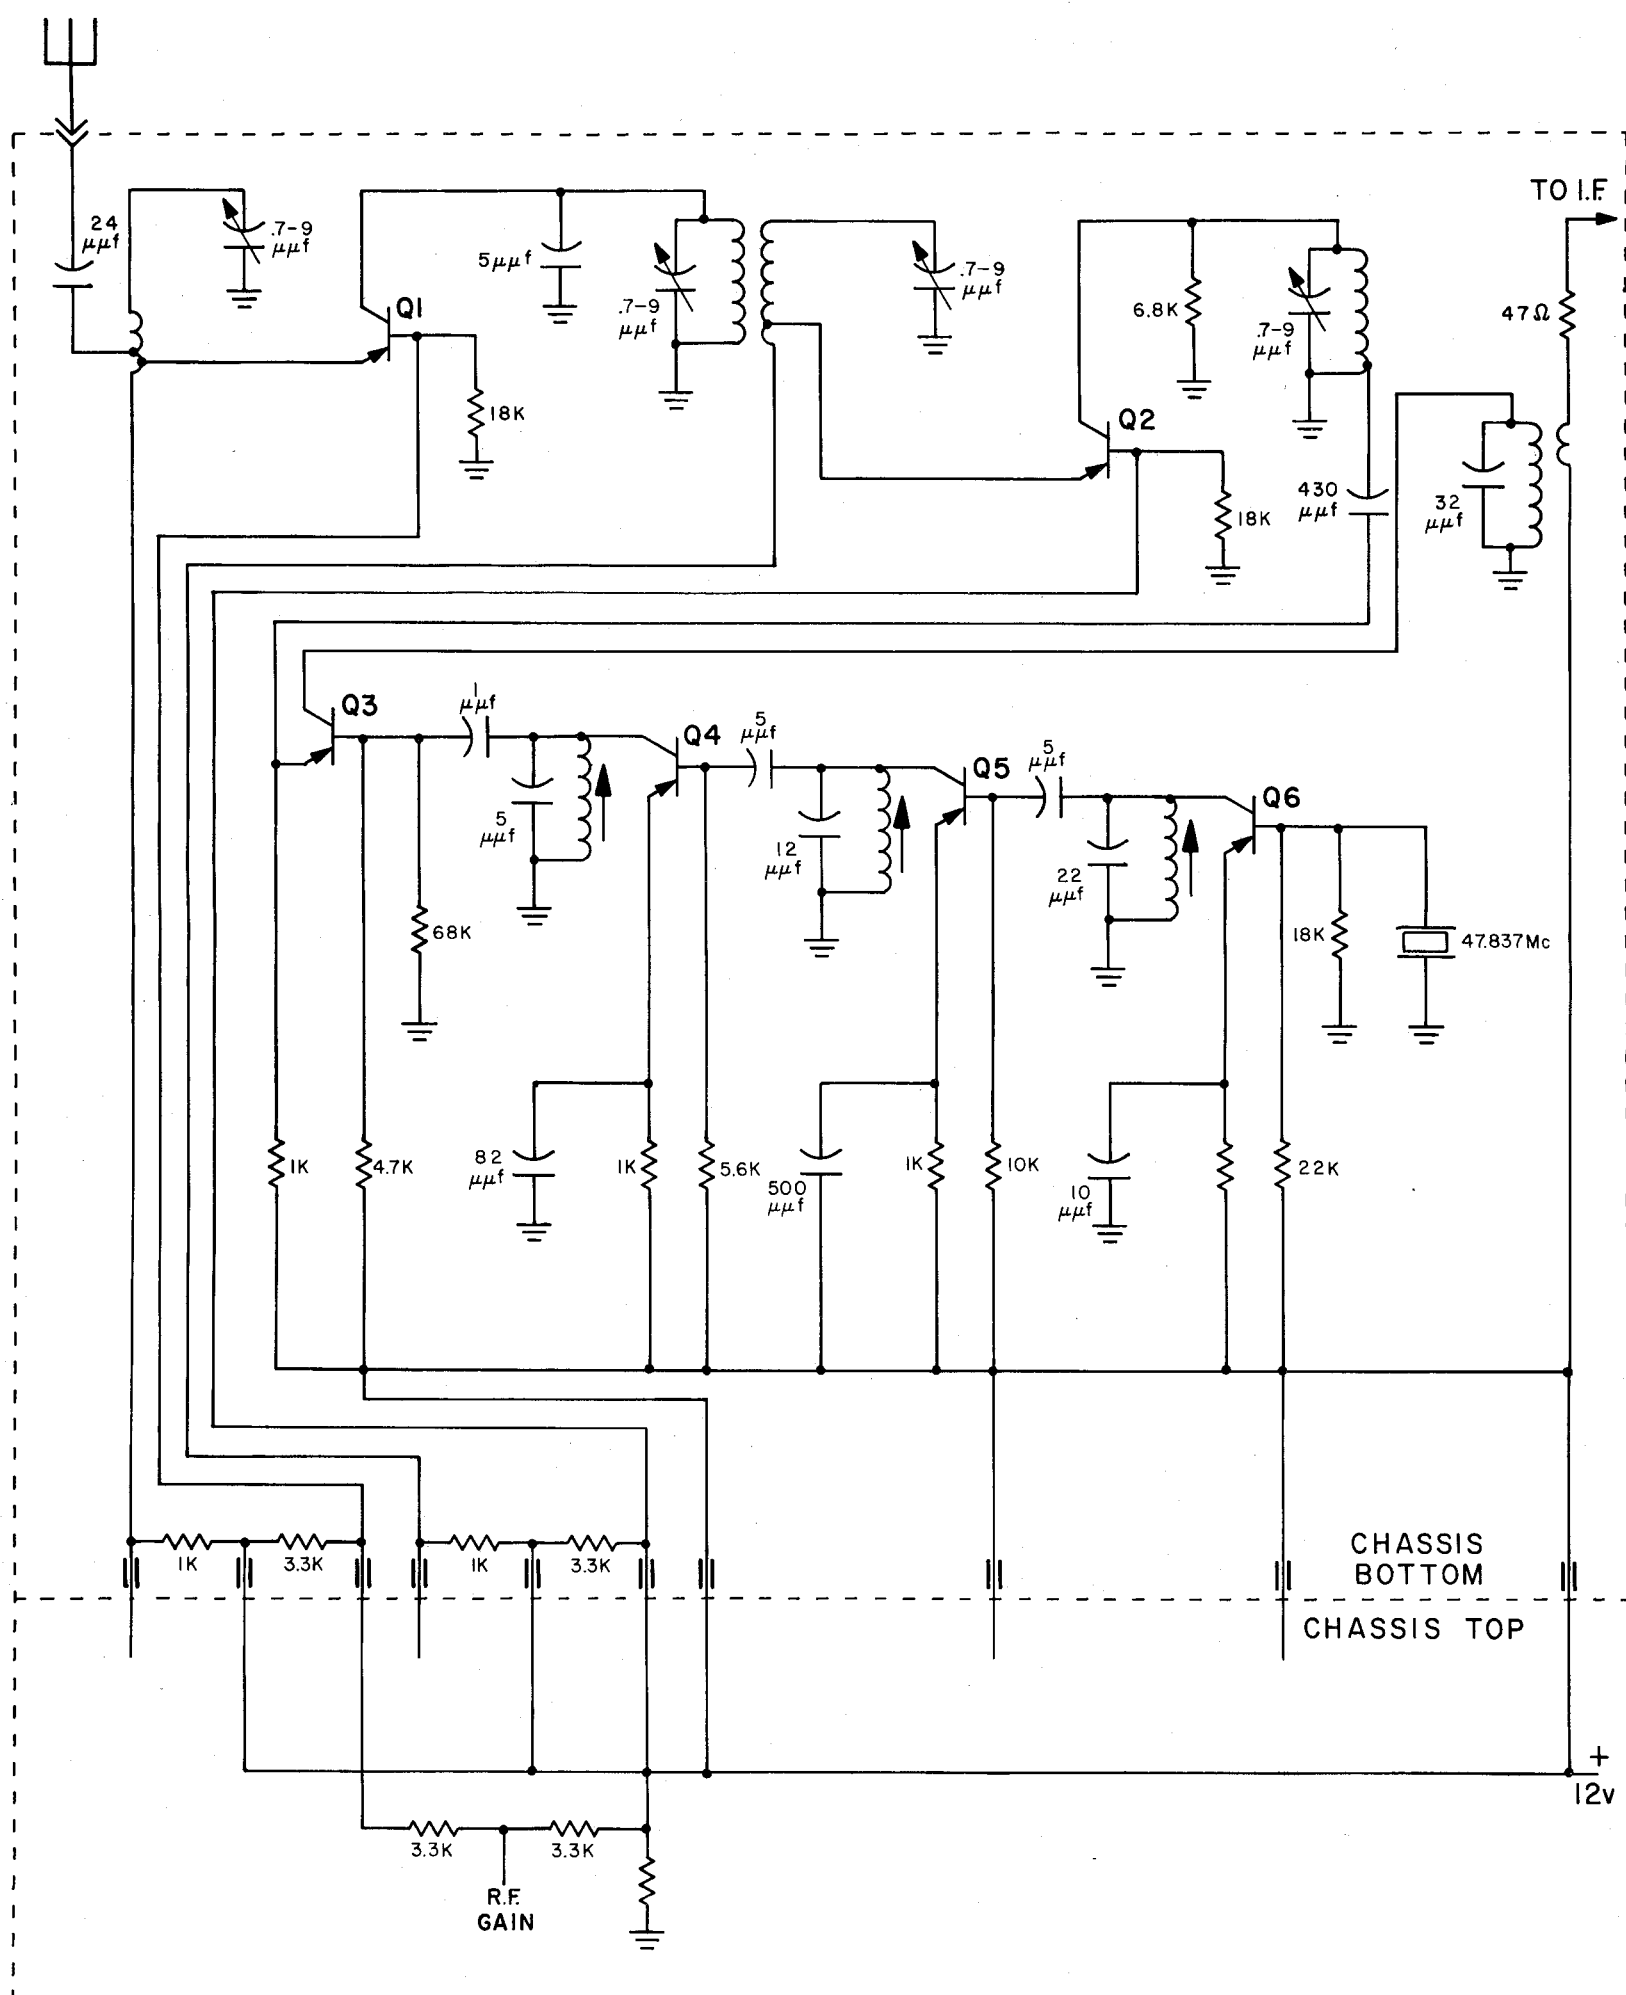 TO I.F.
24
μμf
.7-9
μμf
Q1
5μμf
.7-9
μμf
.7-9
μμf
6.8K
.7-9
μμf
47Ω
18K
Q2
18K
430
μμf
32
μμf
Q3
1
μμf
Q4
5
μμf
Q5
5
μμf
Q6
5
μμf
12
μμf
22
μμf
68K
18K
47.837Mc
1K
4.7K
82
μμf
1K
5.6K
500
μμf
1K
10K
10
μμf
22K
1K
3.3K
1K
3.3K
CHASSIS
BOTTOM
CHASSIS TOP
+
12v
3.3K
3.3K
R.F.
GAIN